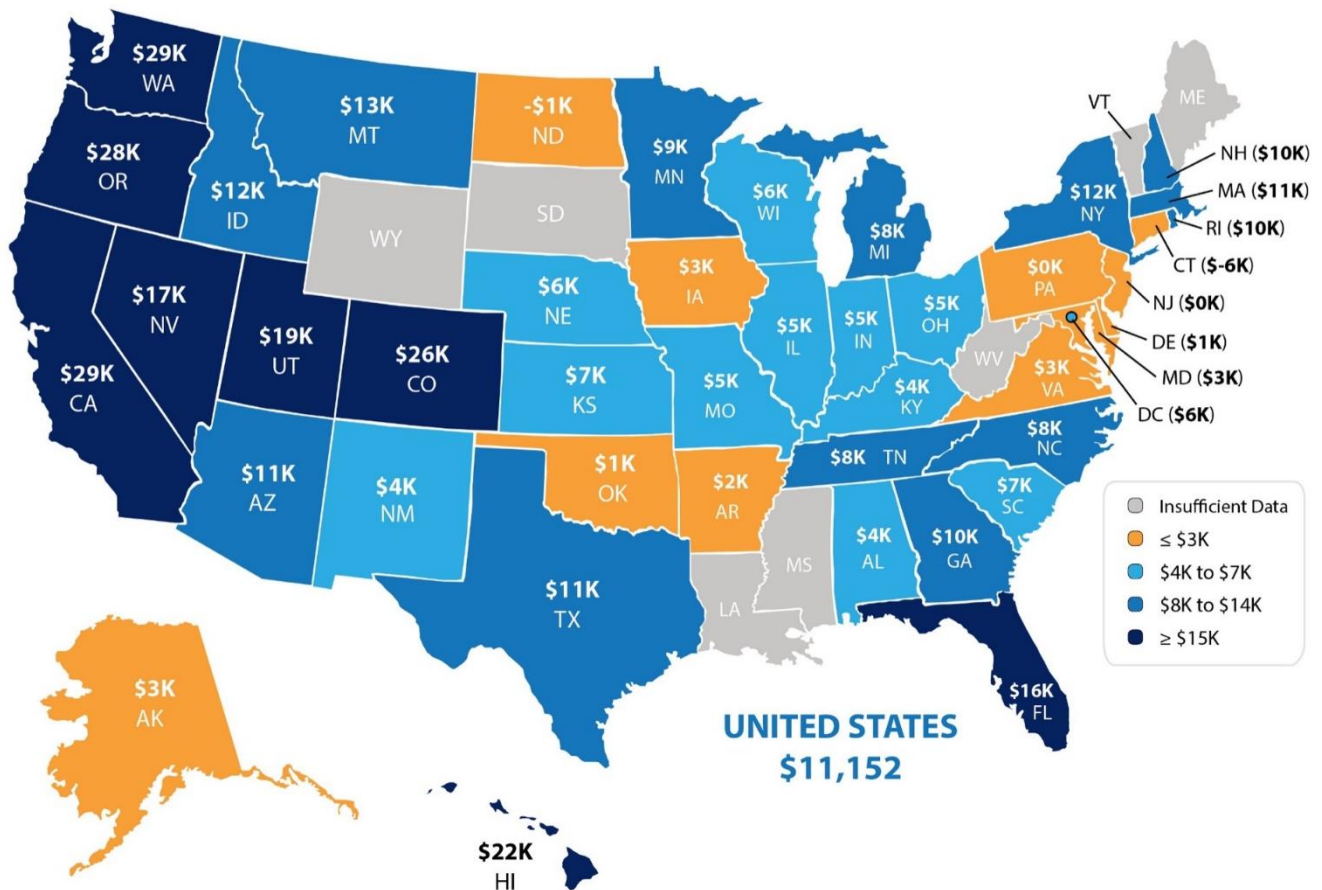 $29K
WA
$28K
OR
$29K
CA
$17K
NV
$12K
ID
$13K
MT
WY
$19K
UT
$26K
CO
$11K
AZ
$4K
NM
-$1K
ND
SD
$6K
NE
$7K
KS
$1K
OK
$11K
TX
$9K
MN
$3K
IA
$5K
MO
$2K
AR
LA
$6K
WI
$5K
IL
$8K
MI
$5K
IN
$5K
OH
$4K
KY
$8K TN
MS
$4K
AL
$10K
GA
$16K
FL
$7K
SC
$8K
NC
$3K
VA
WV
$0K
PA
$12K
NY
VT
ME
NH ($10K)
MA ($11K)
RI ($10K)
CT ($-6K)
NJ ($0K)
DE ($1K)
MD ($3K)
DC ($6K)
Insufficient Data
≤ $3K
$4K to $7K
$8K to $14K
≥ $15K
$3K
AK
$22K
HI
UNITED STATES
$11,152